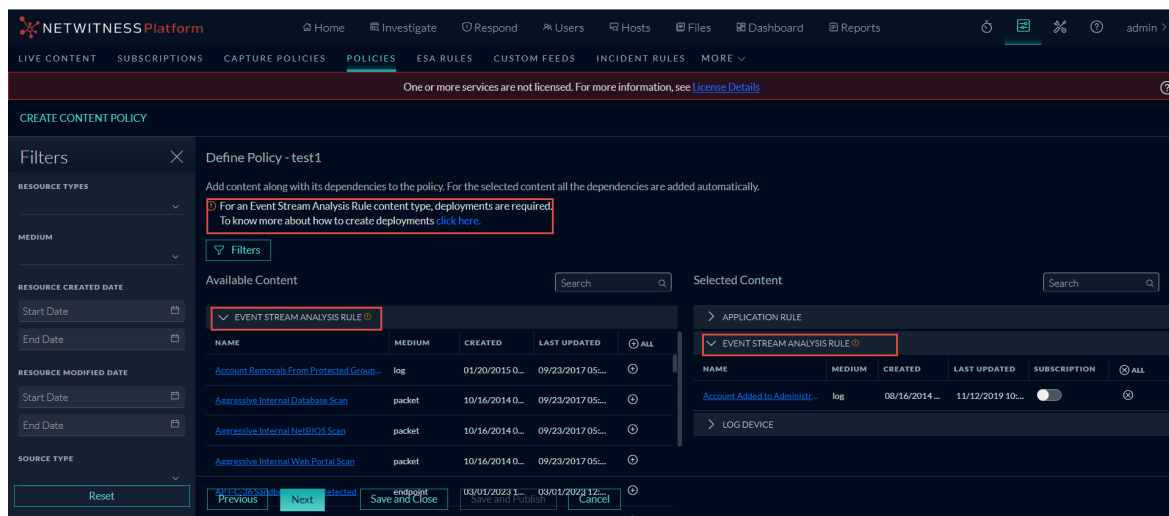 NETWITNESS Platform
Home Investigate Respond Users Hosts Files Dashboard Reports admin >
LIVE CONTENT SUBSCRIPTIONS CAPTURE POLICIES POLICIES ESA RULES CUSTOM FEEDS INCIDENT RULES MORE
One or more services are not licensed. For more information, see License Details
CREATE CONTENT POLICY
Filters
RESOURCE TYPES
MEDIUM
RESOURCE CREATED DATE
Start Date
End Date
RESOURCE MODIFIED DATE
Start Date
End Date
SOURCE TYPE
Reset
Define Policy - test1
Add content along with its dependencies to the policy. For the selected content all the dependencies are added automatically.
For an Event Stream Analysis Rule content type, deployments are required.
To know more about how to create deployments click here.
Filters
Available Content Search
EVENT STREAM ANALYSIS RULE
NAME MEDIUM CREATED LAST UPDATED ALL
Account Removals From Protected Group... log 01/20/2015 0... 09/23/2017 05:...
Aggressive Internal Database Scan packet 10/16/2014 0... 09/23/2017 05:...
Aggressive Internal NetBIOS Scan packet 10/16/2014 0... 09/23/2017 05:...
Aggressive Internal Web Portal Scan packet 10/16/2014 0... 09/23/2017 05:...
endpoint 03/01/2023 1... 03/01/2023 12:...
Previous Next Save and Close Save and Publish Cancel
Selected Content Search
APPLICATION RULE
EVENT STREAM ANALYSIS RULE
NAME MEDIUM CREATED LAST UPDATED SUBSCRIPTION ALL
Account Added to Administr... log 08/16/2014 ... 11/12/2019 10:...
LOG DEVICE